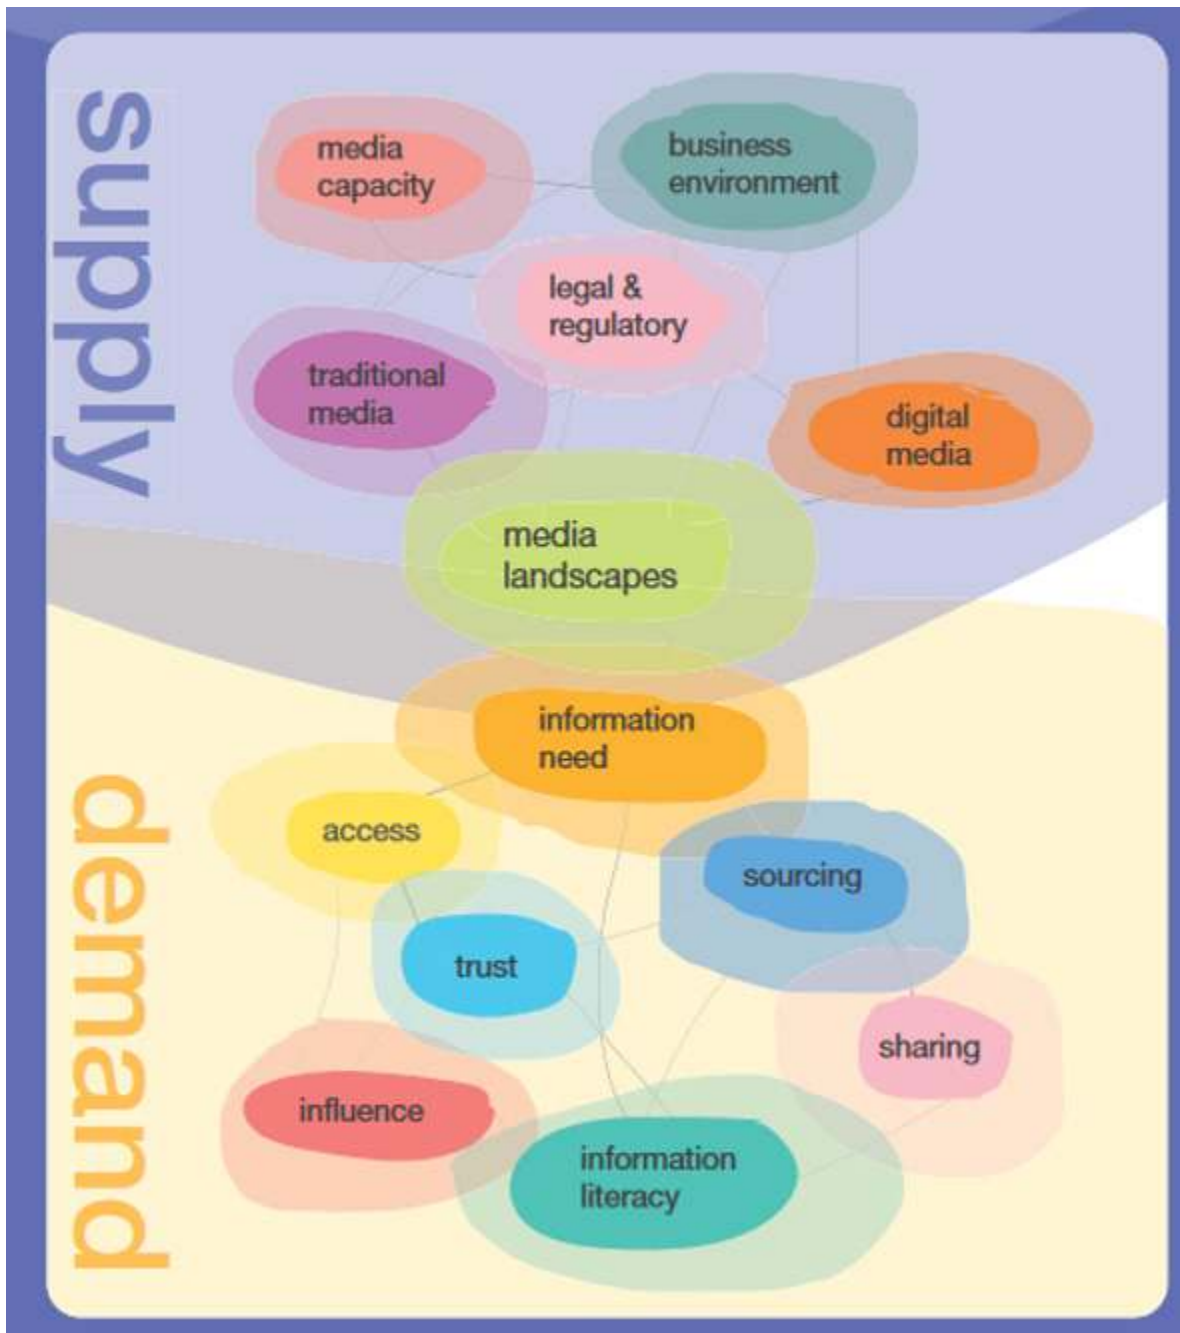 supply
media
capacity
business
environment
legal &
regulatory
traditional
media
digital
media
media
landscapes
demand
information
need
access
sourcing
trust
sharing
influence
information
literacy